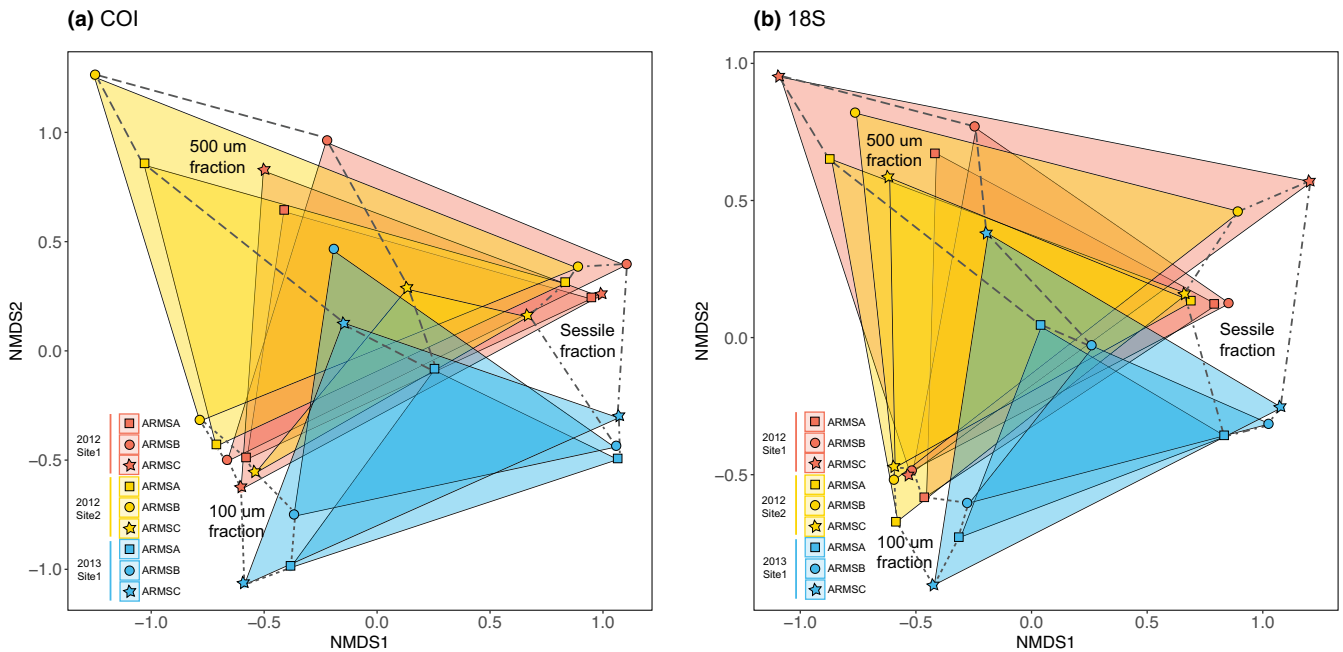 (a) COI
NMDS2
1.0
0.5
0.0
−0.5
−1.0
500 um
fraction
Sessile
fraction
100 um
fraction
2012
Site1
ARMSA
ARMSB
ARMSC
2012
Site2
ARMSA
ARMSB
ARMSC
2013
Site1
ARMSA
ARMSB
ARMSC
−1.0 −0.5 0.0 0.5 1.0
NMDS1
(b) 18S
NMDS2
1.0
0.5
0.0
−0.5
500 um
fraction
Sessile
fraction
100 um
fraction
2012
Site1
ARMSA
ARMSB
ARMSC
2012
Site2
ARMSA
ARMSB
ARMSC
2013
Site1
ARMSA
ARMSB
ARMSC
−1.0 −0.5 0.0 0.5 1.0
NMDS1